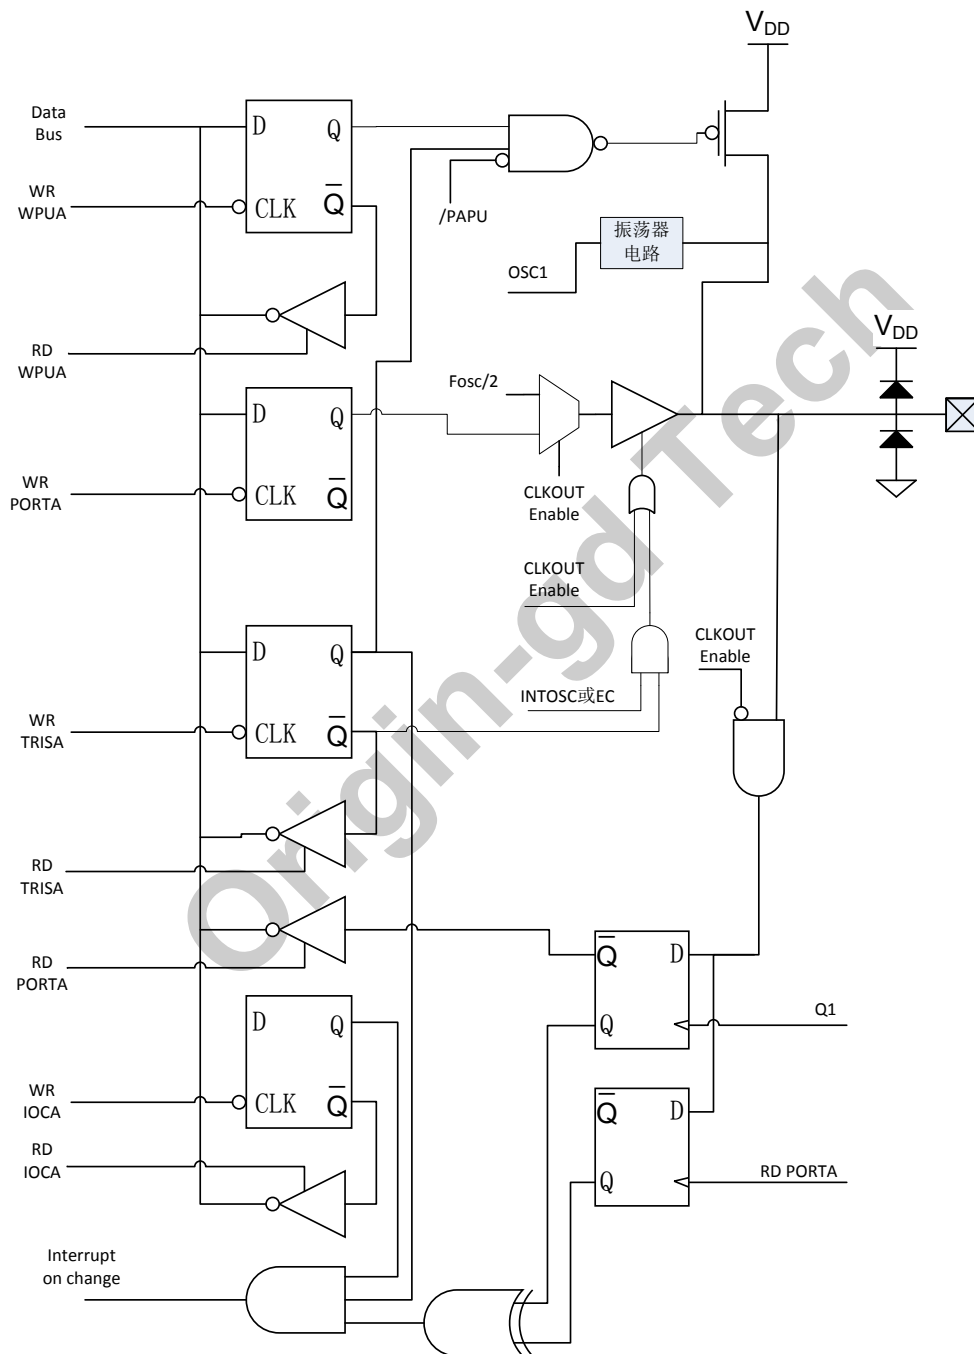 VDD
Data
Bus
D
Q
WR
WPUA
CLK
Q
/PAPU
振荡器
电路
OSC1
RD
WPUA
VDD
Fosc/2
D
Q
WR
PORTA
CLK
Q
CLKOUT
Enable
CLKOUT
Enable
D
Q
CLKOUT
Enable
WR
TRISA
CLK
Q
INTOSC或EC
RD
TRISA
RD
PORTA
Q
D
Q
Q1
D
Q
WR
IOCA
CLK
Q
Q
D
RD
IOCA
Q
RD PORTA
Interrupt
on change
Origin-gd Tech